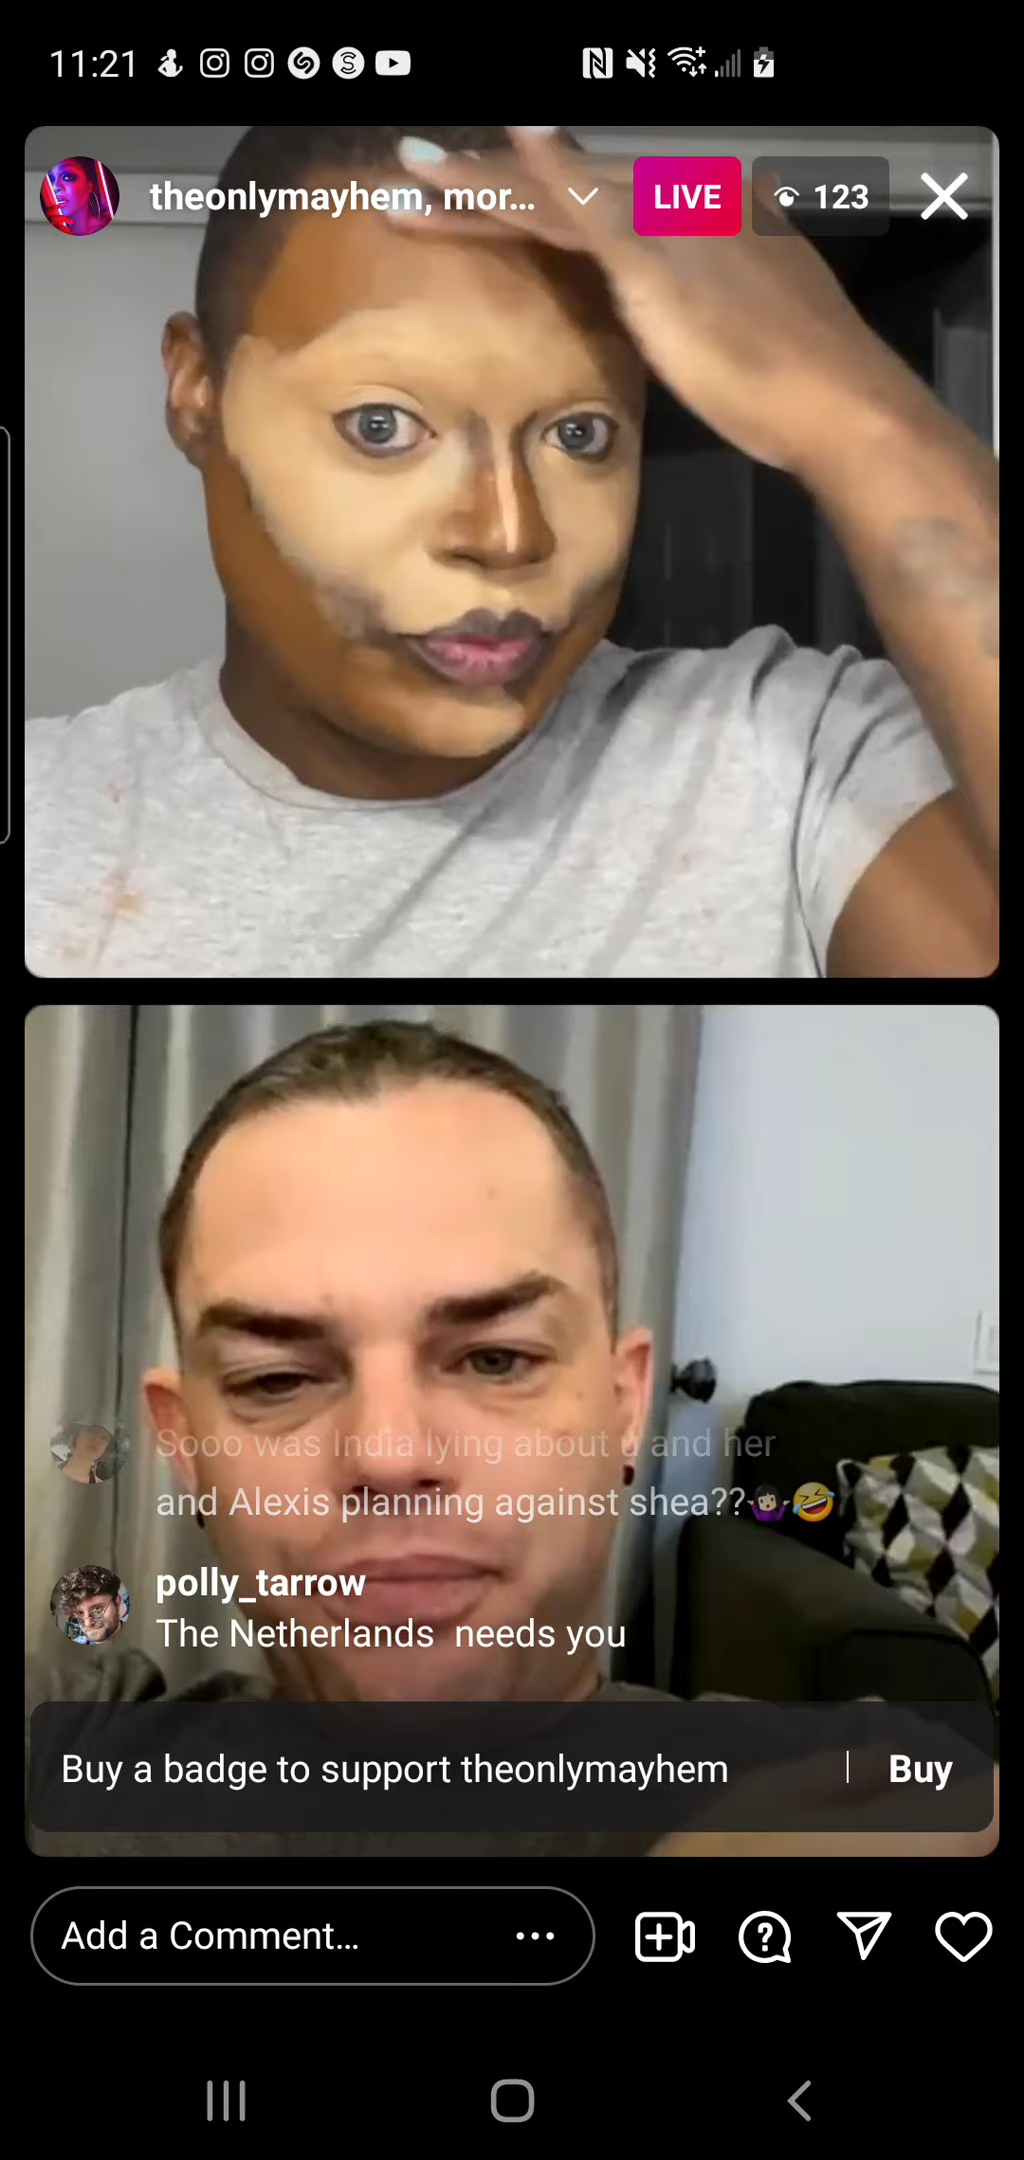 11:21
theonlymayhem, mor...
LIVE
123
Sooo was India lying about u and her
and Alexis planning against shea??🤷🏻‍♀️🤣
polly_tarrow
The Netherlands needs you
Buy a badge to support theonlymayhem | Buy
Add a Comment...